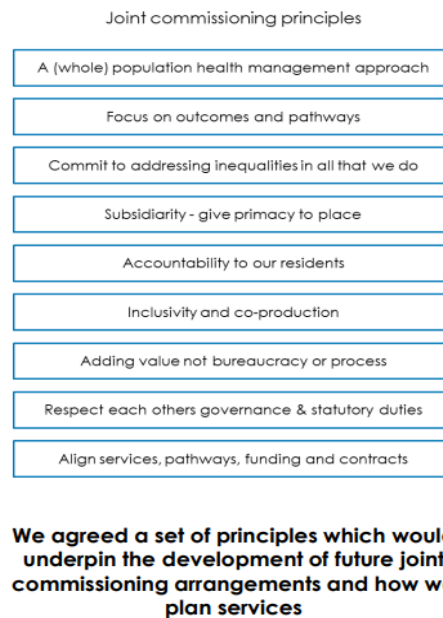 Joint commissioning principles
A (whole) population health management approach
Focus on outcomes and pathways
Commit to addressing inequalities in all that we do
Subsidiarity - give primacy to place
Accountability to our residents
Inclusivity and co-production
Adding value not bureaucracy or process
Respect each others governance & statutory duties
Align services, pathways, funding and contracts
We agreed a set of principles which would
underpin the development of future joint
commissioning arrangements and how we
plan services